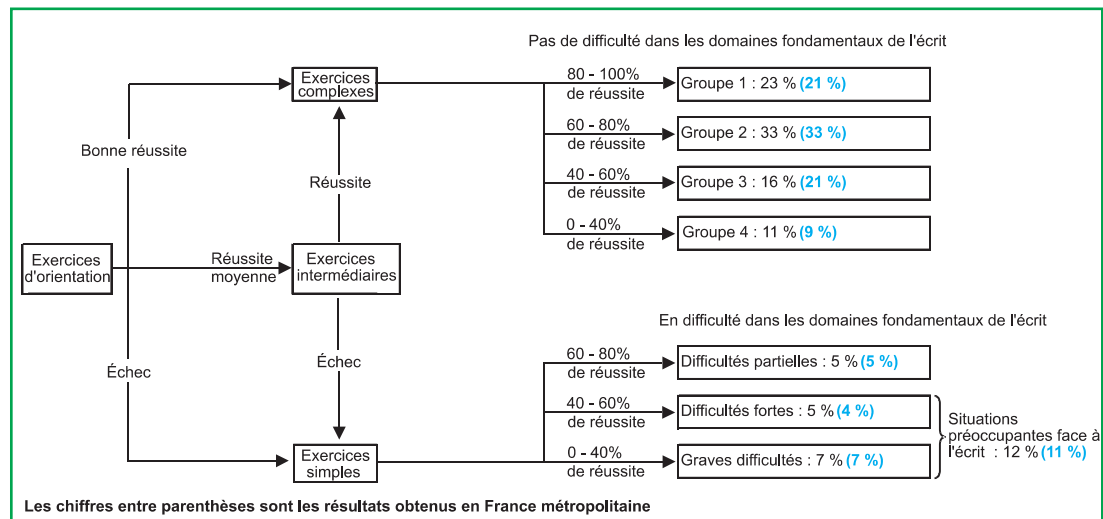 Pas de difficulté dans les domaines fondamentaux de l'écrit
Exercices
complexes
80 - 100%
de réussite
Groupe 1 : 23 % (21 %)
60 - 80%
de réussite
Groupe 2 : 33 % (33 %)
Bonne réussite
Réussite
40 - 60%
de réussite
Groupe 3 : 16 % (21 %)
0 - 40%
de réussite
Groupe 4 : 11 % (9 %)
Exercices
d'orientation
Réussite
moyenne
Exercices
intermédiaires
En difficulté dans les domaines fondamentaux de l'écrit
Échec
Échec
60 - 80%
de réussite
Difficultés partielles : 5 % (5 %)
40 - 60%
de réussite
Difficultés fortes : 5 % (4 %)
0 - 40%
de réussite
Graves difficultés : 7 % (7 %)
Situations
préoccupantes face à
l'écrit : 12 % (11 %)
Exercices
simples
Les chiffres entre parenthèses sont les résultats obtenus en France métropolitaine